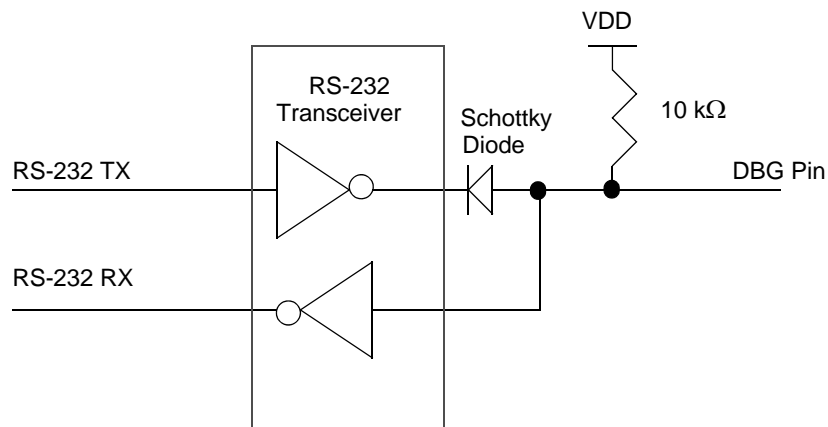 VDD
RS-232
Transceiver
Schottky
Diode
10 kΩ
RS-232 TX
DBG Pin
RS-232 RX